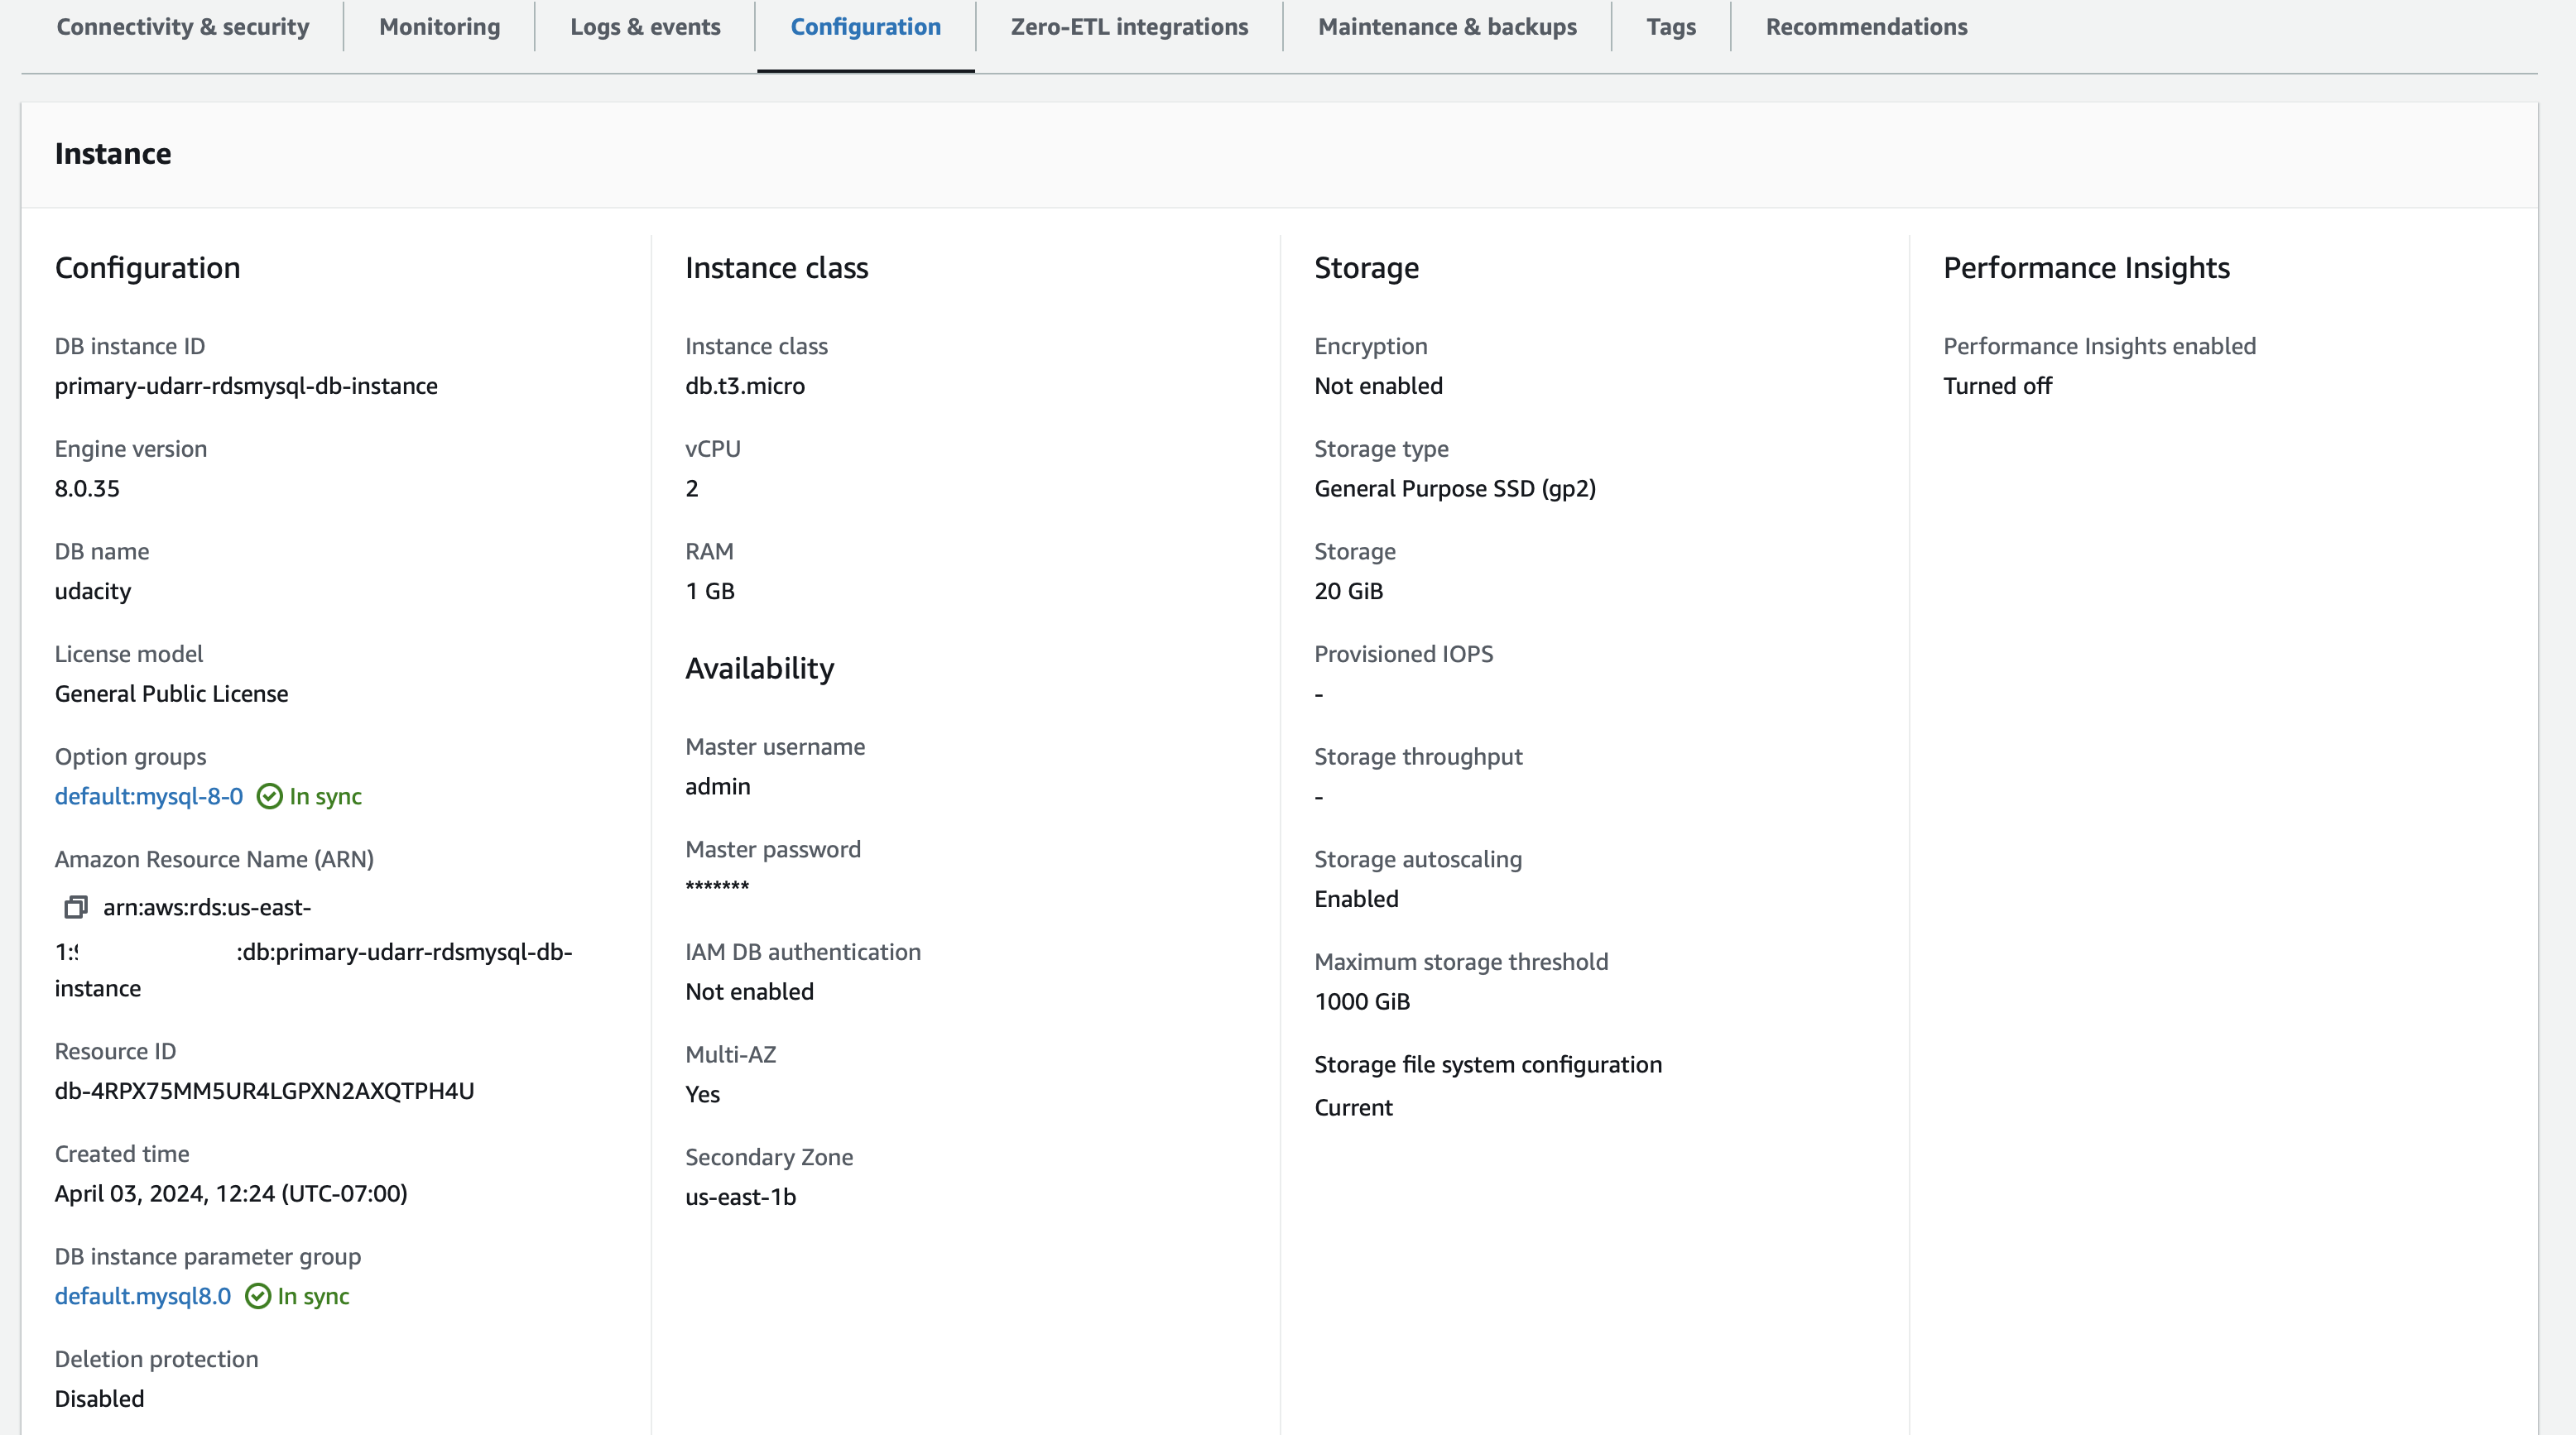 Connectivity & security
Monitoring
Logs & events
Configuration
Zero-ETL integrations
Maintenance & backups
Tags
Recommendations
Instance
Configuration
DB instance ID
primary-udarr-rdsmysql-db-instance
Engine version
8.0.35
DB name
udacity
License model
General Public License
Option groups
default:mysql-8-0 In sync
Amazon Resource Name (ARN)
arn:aws:rds:us-east-
1: :db:primary-udarr-rdsmysql-db-
instance
Resource ID
db-4RPX75MM5UR4LGPXN2AXQTPH4U
Created time
April 03, 2024, 12:24 (UTC-07:00)
DB instance parameter group
default.mysql8.0 In sync
Deletion protection
Disabled
Instance class
Instance class
db.t3.micro
vCPU
2
RAM
1 GB
Availability
Master username
admin
Master password
*******
IAM DB authentication
Not enabled
Multi-AZ
Yes
Secondary Zone
us-east-1b
Storage
Encryption
Not enabled
Storage type
General Purpose SSD (gp2)
Storage
20 GiB
Provisioned IOPS
-
Storage throughput
-
Storage autoscaling
Enabled
Maximum storage threshold
1000 GiB
Storage file system configuration
Current
Performance Insights
Performance Insights enabled
Turned off